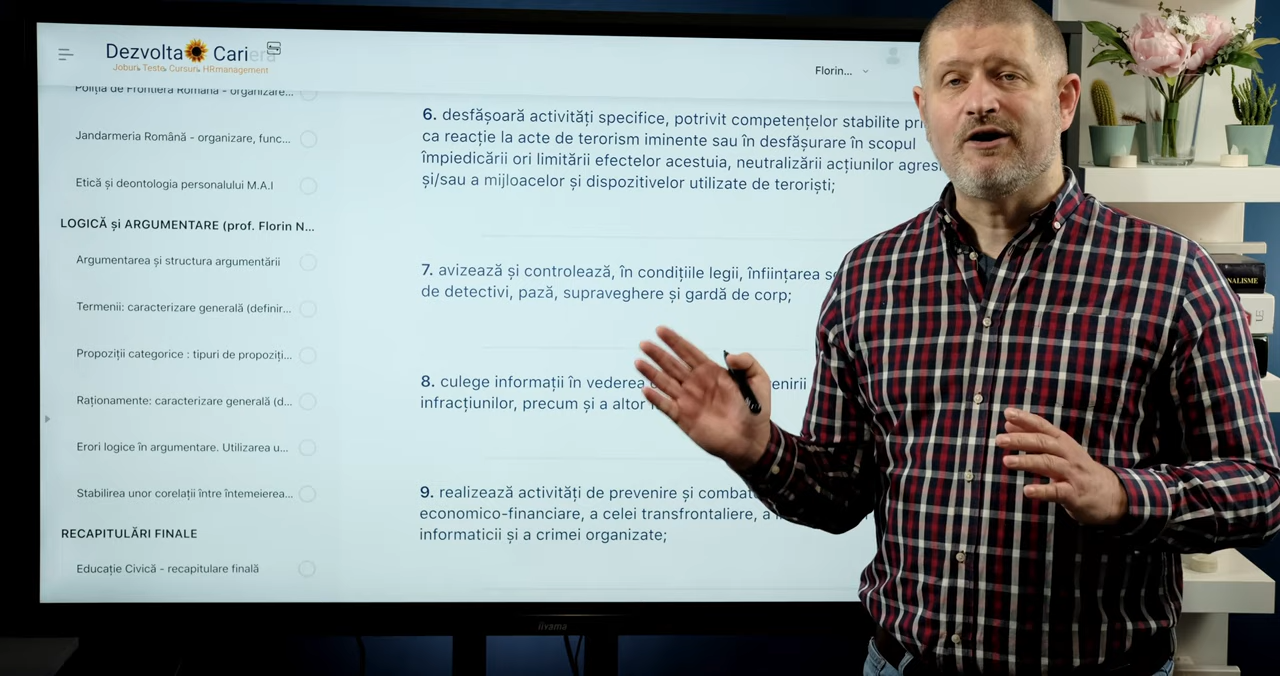 Dezvolta Cariera
Joburi, Teste, Cursuri, HRmanagement
Florin...
Poliția de Frontieră Română - organizare...
Jandarmeria Română - organizare, func...
Etică și deontologia personalului M.A.I
LOGICĂ și ARGUMENTARE (prof. Florin N...
Argumentarea și structura argumentării
Termenii: caracterizare generală (definir...
Propoziții categorice : tipuri de propoziți...
Raționamente: caracterizare generală (d...
Erori logice în argumentare. Utilizarea u...
Stabilirea unor corelații între întemeierea...
RECAPITULĂRI FINALE
Educație Civică - recapitulare finală
6. desfășoară activități specifice, potrivit competențelor stabilite
ca reacție la acte de terorism iminente sau în desfășurare în scopul
împiedicării ori limitării efectelor acestuia, neutralizării acțiunilor
și/sau a mijloacelor și dispozitivelor utilizate de teroriști;
7. avizează și controlează, în condițiile legii, înființarea
de detectivi, pază, supraveghere și gardă de corp;
8. culege informații în vederea
infracțiunilor, precum și a altor
9. realizează activități de prevenire și
economico-financiare, a celei transfrontaliere, a
informaticii și a crimei organizate;
iiyama